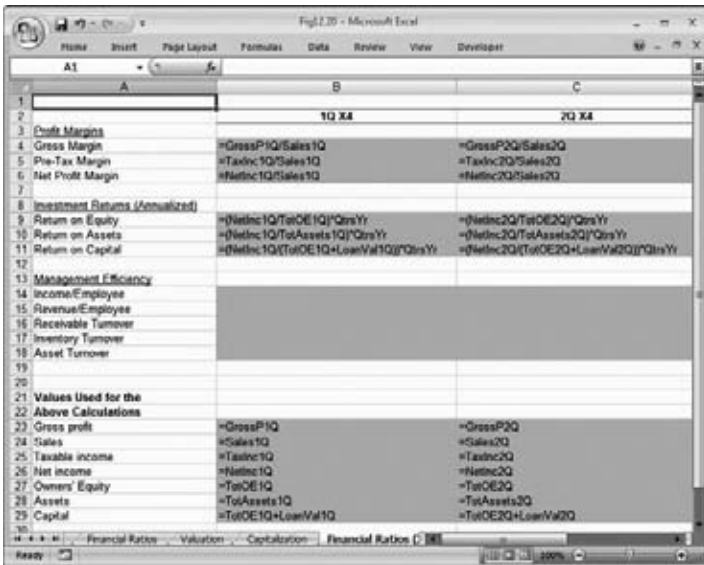 Fig12.20 - Microsoft Excel
Home Insert Page Layout Formulas Data Review View Developer
A1 fx
A B C
1
2 1Q X4 2Q X4
3 Profit Margins
4 Gross Margin =GrossP1Q/Sales1Q =GrossP2Q/Sales2Q
5 Pre-Tax Margin =TaxInc1Q/Sales1Q =TaxInc2Q/Sales2Q
6 Net Profit Margin =NetInc1Q/Sales1Q =NetInc2Q/Sales2Q
7
8 Investment Returns (Annualized)
9 Return on Equity =(NetInc1Q/TotOE1Q)*QtrsYr =(NetInc2Q/TotOE2Q)*QtrsYr
10 Return on Assets =(NetInc1Q/TotAssets1Q)*QtrsYr =(NetInc2Q/TotAssets2Q)*QtrsYr
11 Return on Capital =(NetInc1Q/(TotOE1Q+LoanVal1Q))*QtrsYr =(NetInc2Q/(TotOE2Q+LoanVal2Q))*QtrsYr
12
13 Management Efficiency
14 Income/Employee
15 Revenue/Employee
16 Receivable Turnover
17 Inventory Turnover
18 Asset Turnover
19
20
21 Values Used for the
22 Above Calculations
23 Gross profit =GrossP1Q =GrossP2Q
24 Sales =Sales1Q =Sales2Q
25 Taxable income =TaxInc1Q =TaxInc2Q
26 Net income =NetInc1Q =NetInc2Q
27 Owners' Equity =TotOE1Q =TotOE2Q
28 Assets =TotAssets1Q =TotAssets2Q
29 Capital =TotOE1Q+LoanVal1Q =TotOE2Q+LoanVal2Q
30
Financial Ratios Valuation Capitalization Financial Ratios
Ready 100%